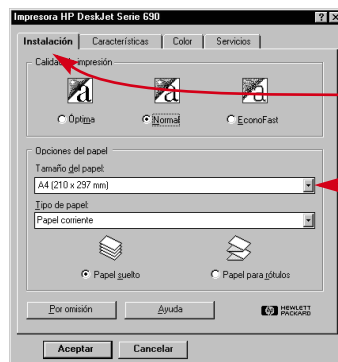 Impresora HP DeskJet Serie 690
Instalación Características Color Servicios
Calidad de impresión
a a a
Óptima Normal EconoFast
Opciones del papel
Tamaño del papel:
A4 (210 x 297 mm)
Tipo de papel:
Papel corriente
Papel suelto Papel para rótulos
Por omisión Ayuda hp HEWLETT
PACKARD
Aceptar Cancelar